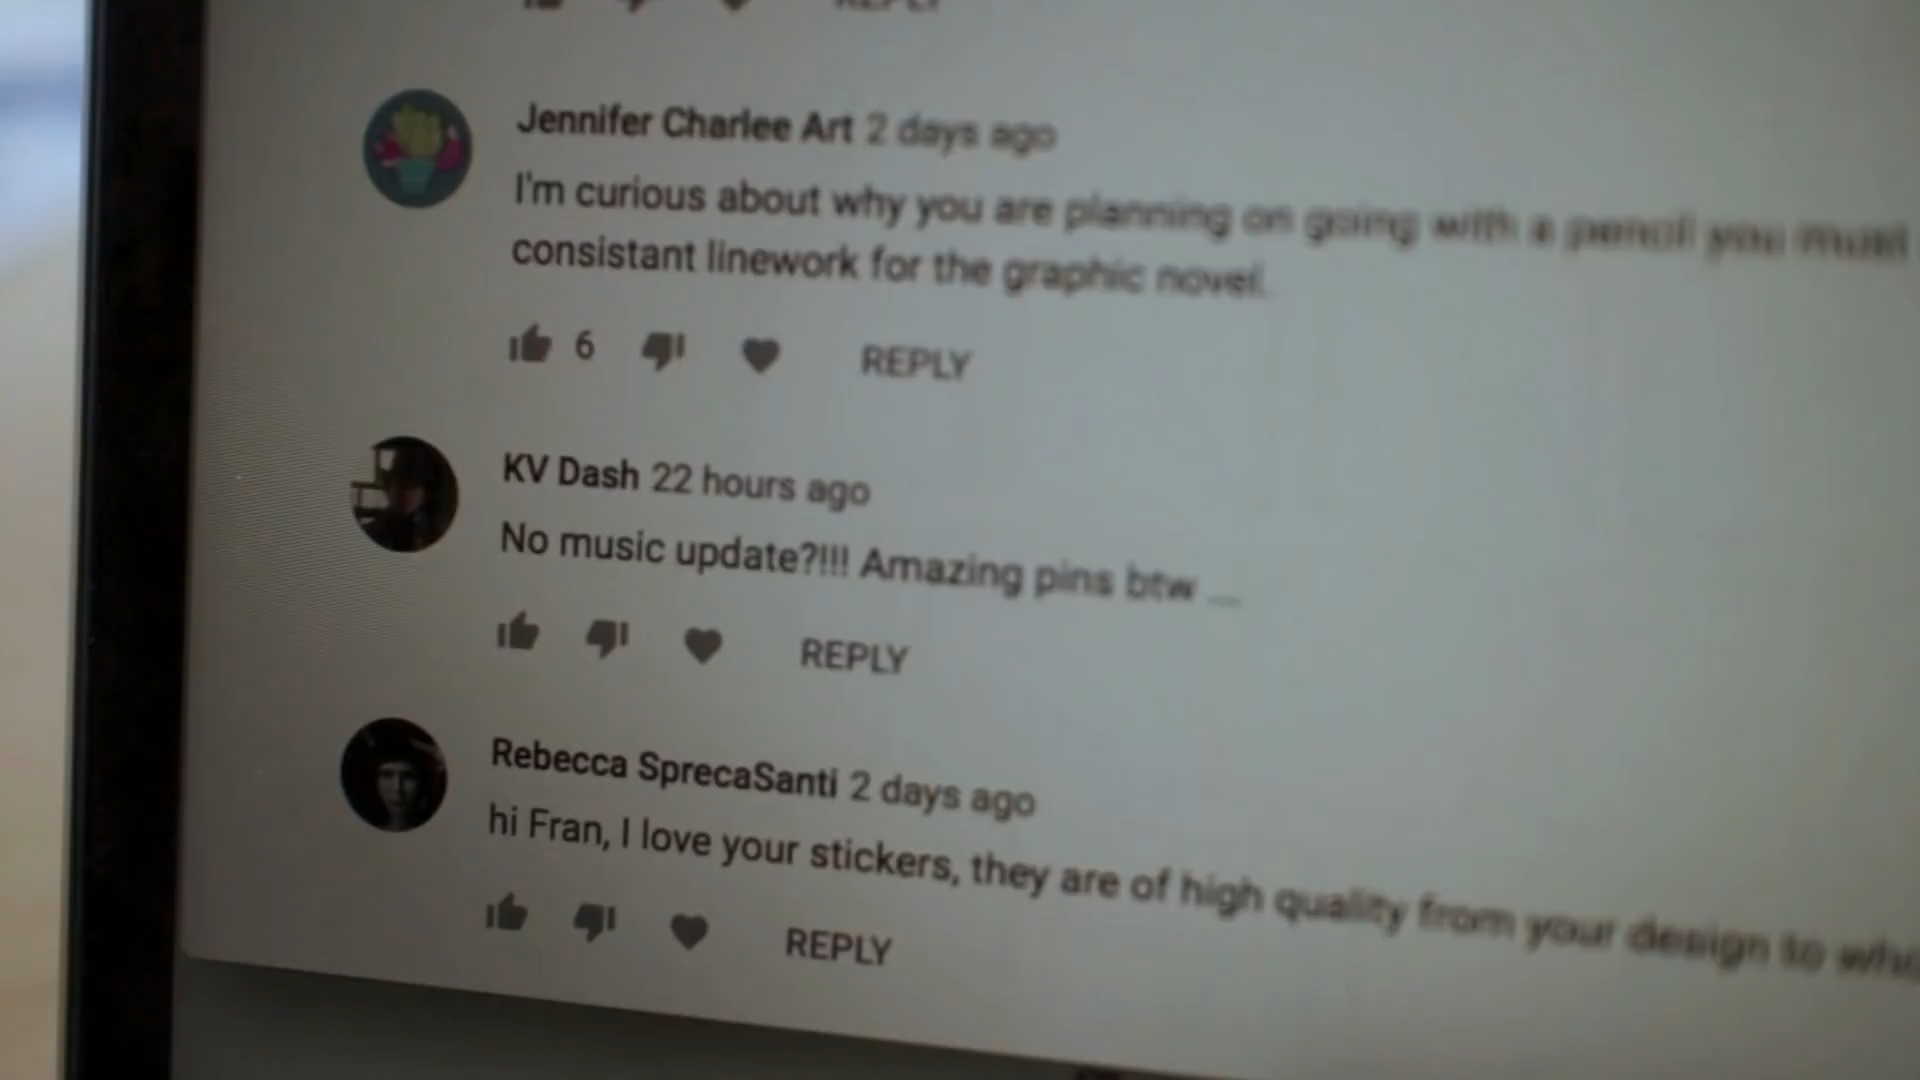 REPLY
Jennifer Charlee Art 2 days ago
I'm curious about why you are planning on going with a pencil you must
consistant linework for the graphic novel.
6 REPLY
KV Dash 22 hours ago
No music update?!!! Amazing pins btw ...
REPLY
Rebecca SprecaSanti 2 days ago
hi Fran, I love your stickers, they are of high quality from your design to
REPLY